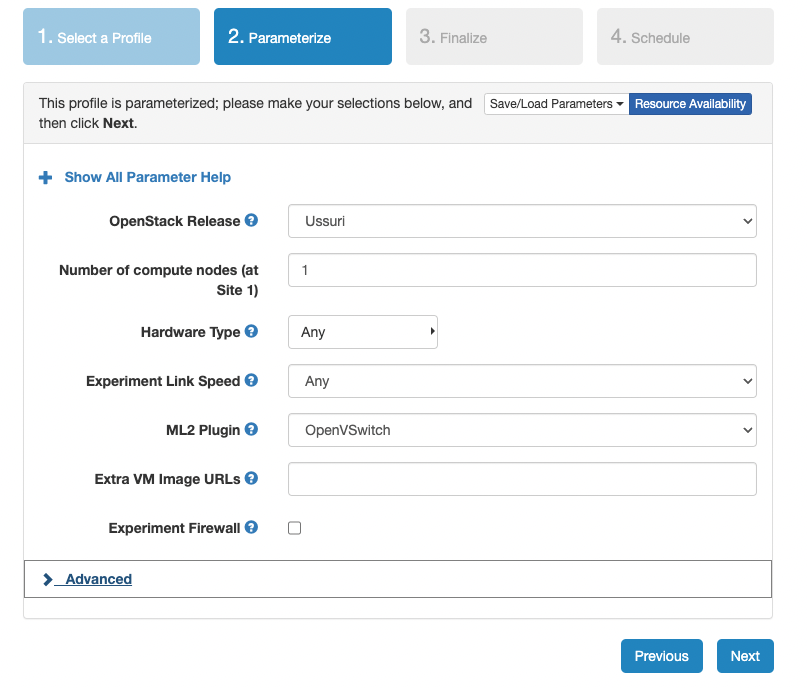 1. Select a Profile
2. Parameterize
3. Finalize
4. Schedule
This profile is parameterized; please make your selections below, and
then click Next.
Save/Load Parameters
Resource Availability
Show All Parameter Help
OpenStack Release
Ussuri
Number of compute nodes (at
Site 1)
1
Hardware Type
Any
Experiment Link Speed
Any
ML2 Plugin
OpenVSwitch
Extra VM Image URLs
Experiment Firewall
Advanced
Previous
Next